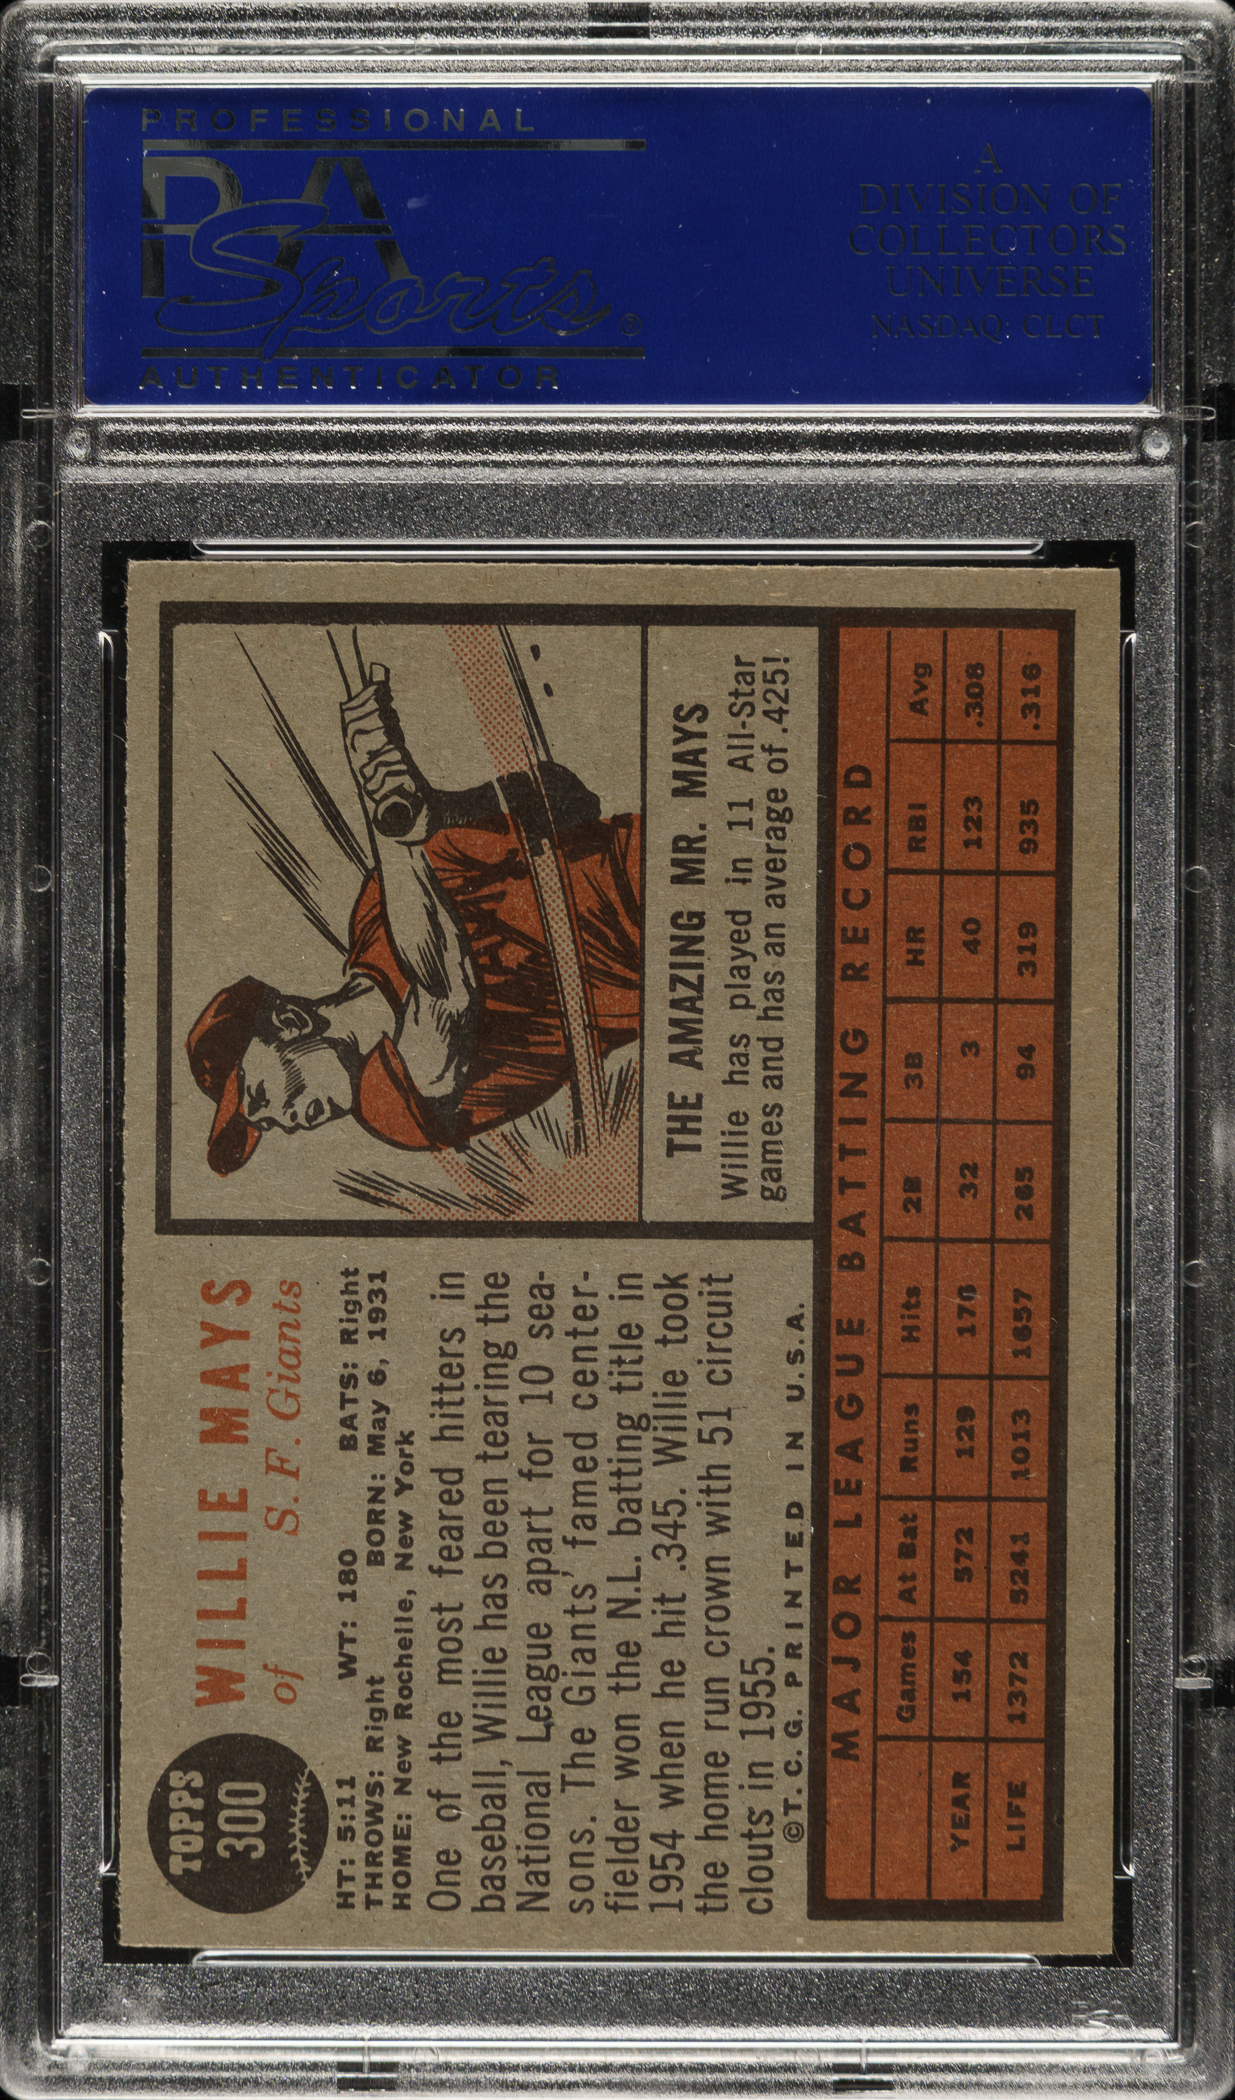 PROFESSIONAL
PSA
Sports®
AUTHENTICATOR
A
DIVISION OF
COLLECTORS
UNIVERSE
NASDAQ: CLCT
TOPPS
300
WILLIE MAYS
of S. F. Giants
HT: 5:11 WT: 180 BATS: Right
THROWS: Right BORN: May 6, 1931
HOME: New Rochelle, New York
One of the most feared hitters in
baseball, Willie has been tearing the
National League apart for 10 sea-
sons. The Giants' famed center-
fielder won the N.L. batting title in
1954 when he hit .345. Willie took
the home run crown with 51 circuit
clouts in 1955.
©T. C. G. PRINTED IN U.S.A.
THE AMAZING MR. MAYS
Willie has played in 11 All-Star
games and has an average of .425!
MAJOR LEAGUE BATTING RECORD
Games At Bat Runs Hits 2B 3B HR RBI Avg
YEAR 154 572 129 176 32 3 40 123 .308
LIFE 1372 5241 1013 1657 265 94 319 935 .316